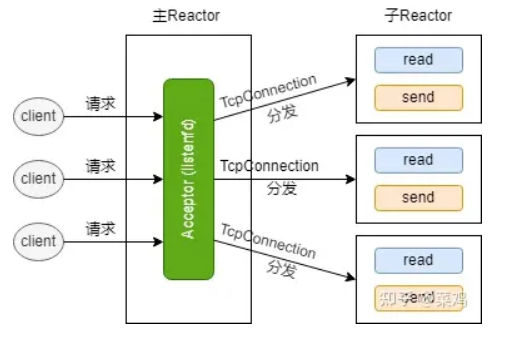 主Reactor
子Reactor
client
请求
client
请求
client
请求
Acceptor (listenfd)
TcpConnection
分发
TcpConnection
分发
TcpConnection
分发
read
send
read
send
read
send
知乎 @菜鸡